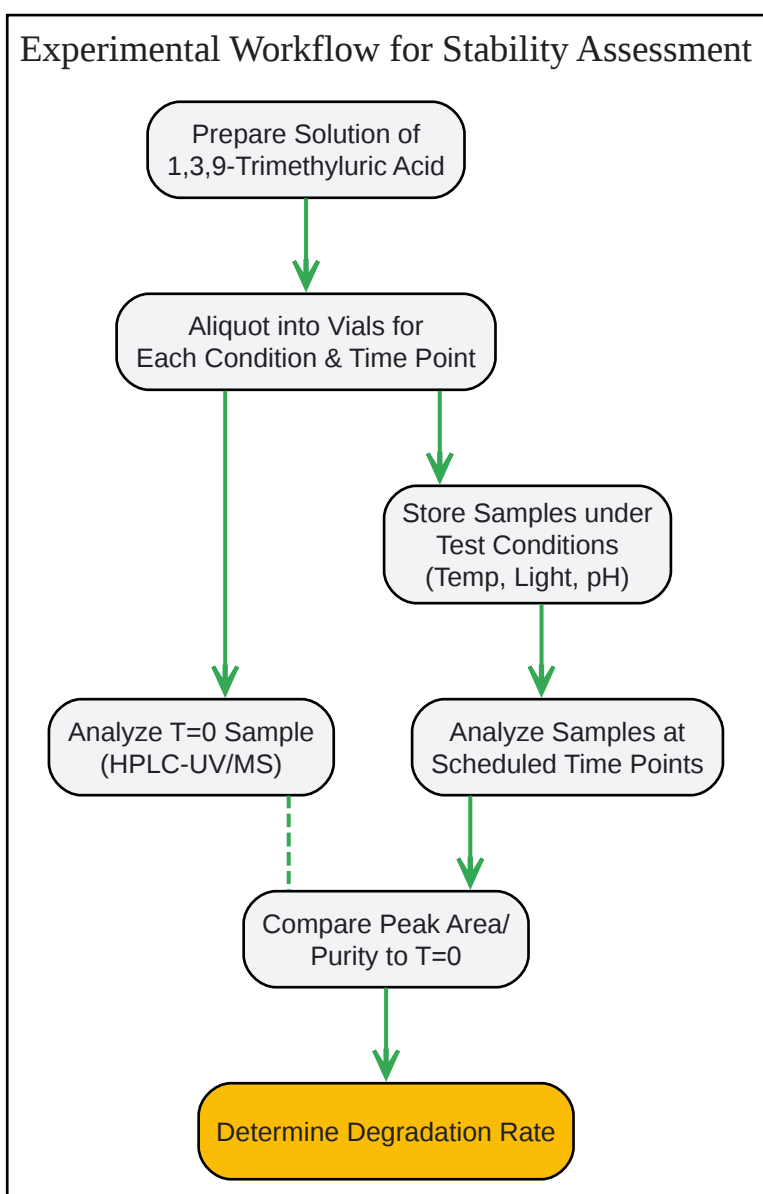 Experimental Workflow for Stability Assessment
Prepare Solution of
1,3,9-Trimethyluric Acid
Aliquot into Vials for
Each Condition & Time Point
Store Samples under
Test Conditions
(Temp, Light, pH)
Analyze T=0 Sample
(HPLC-UV/MS)
Analyze Samples at
Scheduled Time Points
Compare Peak Area/
Purity to T=0
Determine Degradation Rate